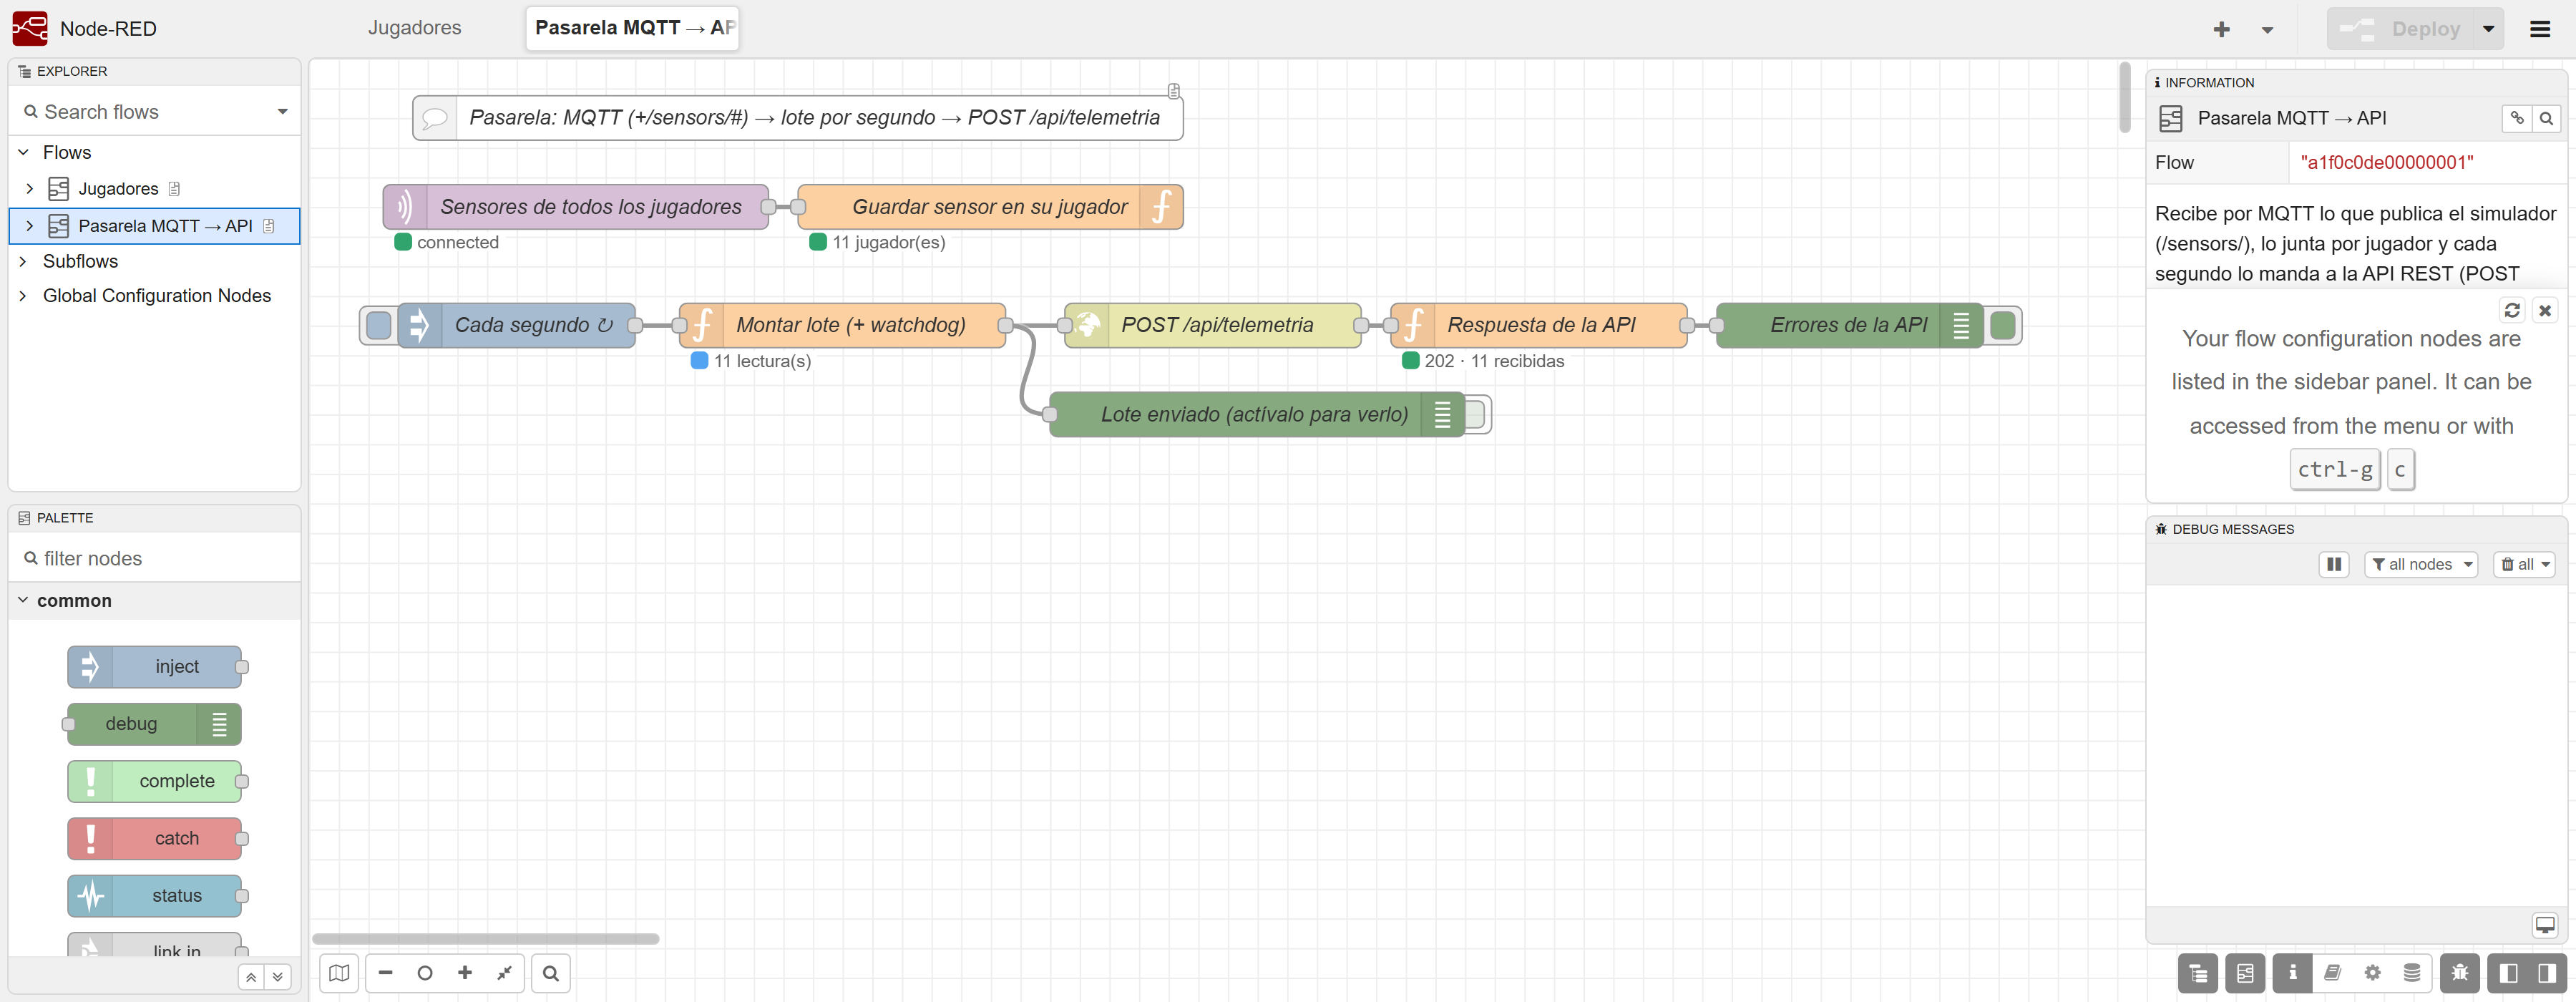 Node-RED
Jugadores
Pasarela MQTT → AP
Deploy
EXPLORER
Search flows
Flows
Jugadores
Pasarela MQTT → API
Subflows
Global Configuration Nodes
PALETTE
filter nodes
common
inject
debug
complete
catch
status
link in
Pasarela: MQTT (+/sensors/#) → lote por segundo → POST /api/telemetria
Sensores de todos los jugadores
connected
Guardar sensor en su jugador
11 jugador(es)
Cada segundo ↻
Montar lote (+ watchdog)
11 lectura(s)
POST /api/telemetria
Respuesta de la API
202 · 11 recibidas
Errores de la API
Lote enviado (actívalo para verlo)
INFORMATION
Pasarela MQTT → API
Flow "a1f0c0de00000001"
Recibe por MQTT lo que publica el simulador
(/sensors/), lo junta por jugador y cada
segundo lo manda a la API REST (POST
Your flow configuration nodes are
listed in the sidebar panel. It can be
accessed from the menu or with
ctrl-g c
DEBUG MESSAGES
all nodes
all